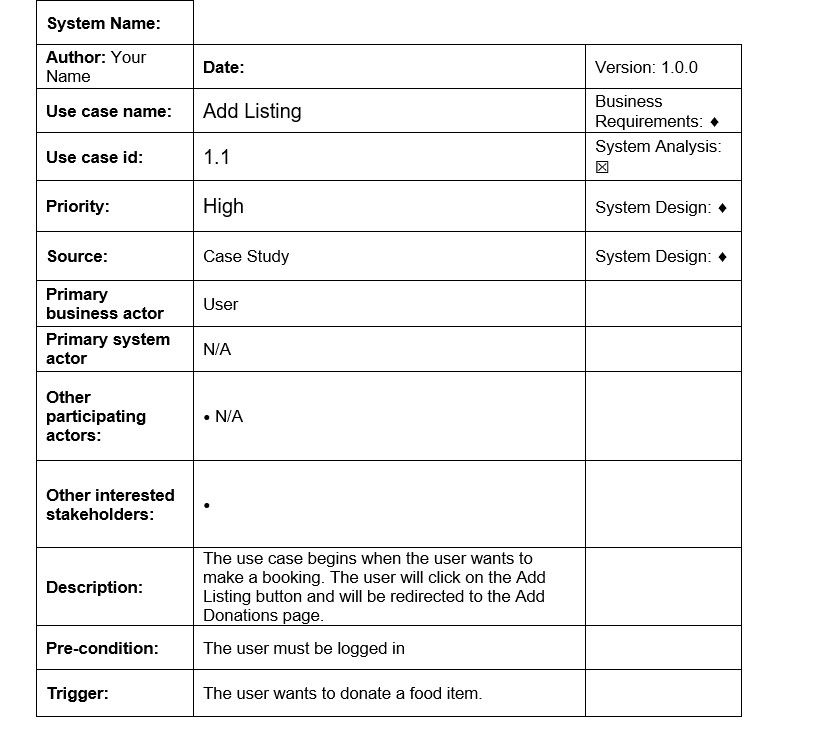 System Name:
Author: Your
Name
Date:
Version: 1.0.0
Use case name:
Add Listing
Business
Requirements: ♦
Use case id:
1.1
System Analysis:
☒
Priority:
High
System Design: ♦
Source:
Case Study
System Design: ♦
Primary
business actor
User
Primary system
actor
N/A
Other
participating
actors:
• N/A
Other interested
stakeholders:
•
Description:
The use case begins when the user wants to
make a booking. The user will click on the Add
Listing button and will be redirected to the Add
Donations page.
Pre-condition:
The user must be logged in
Trigger:
The user wants to donate a food item.